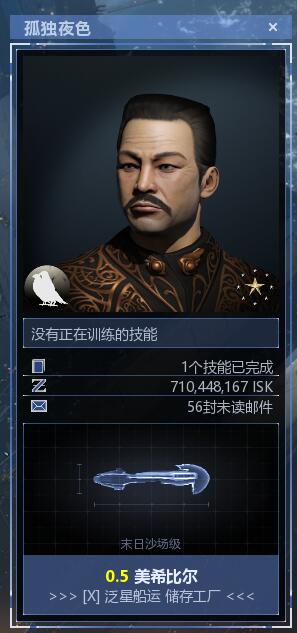 孤独夜色
没有正在训练的技能
1个技能已完成
710,448,167 ISK
56封未读邮件
末日沙场级
0.5 美希比尔
>>> [X] 泛星船运 储存工厂 <<<